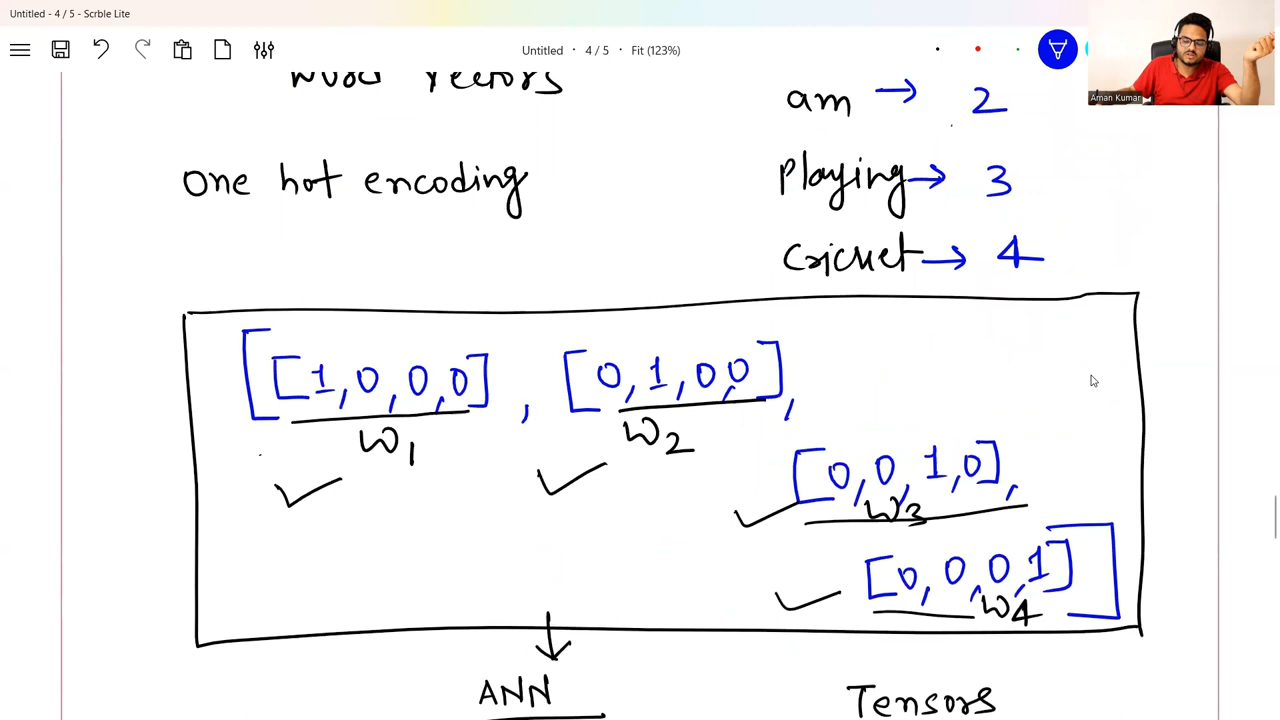 Untitled - 4 / 5 - Scrble Lite
Untitled • 4 / 5 • Fit (123%)
Aman Kumar
Vectors
am → 2
One hot encoding
Playing → 3
Cricket → 4
[[1,0,0,0], [0,1,0,0],
W1 W2
[0,0,1,0],
W3
[0,0,0,1]]
W4
ANN
Tensors